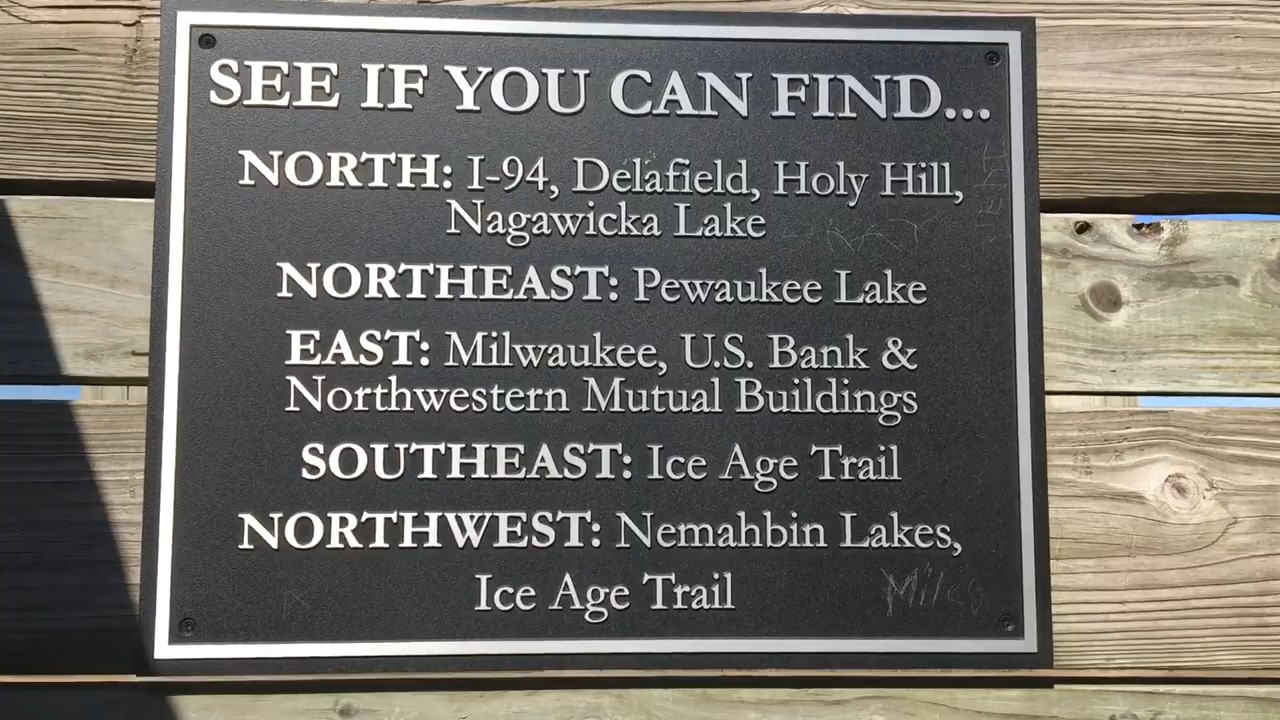 SEE IF YOU CAN FIND...
NORTH: I-94, Delafield, Holy Hill,
Nagawicka Lake
NORTHEAST: Pewaukee Lake
EAST: Milwaukee, U.S. Bank &
Northwestern Mutual Buildings
SOUTHEAST: Ice Age Trail
NORTHWEST: Nemahbin Lakes,
Ice Age Trail